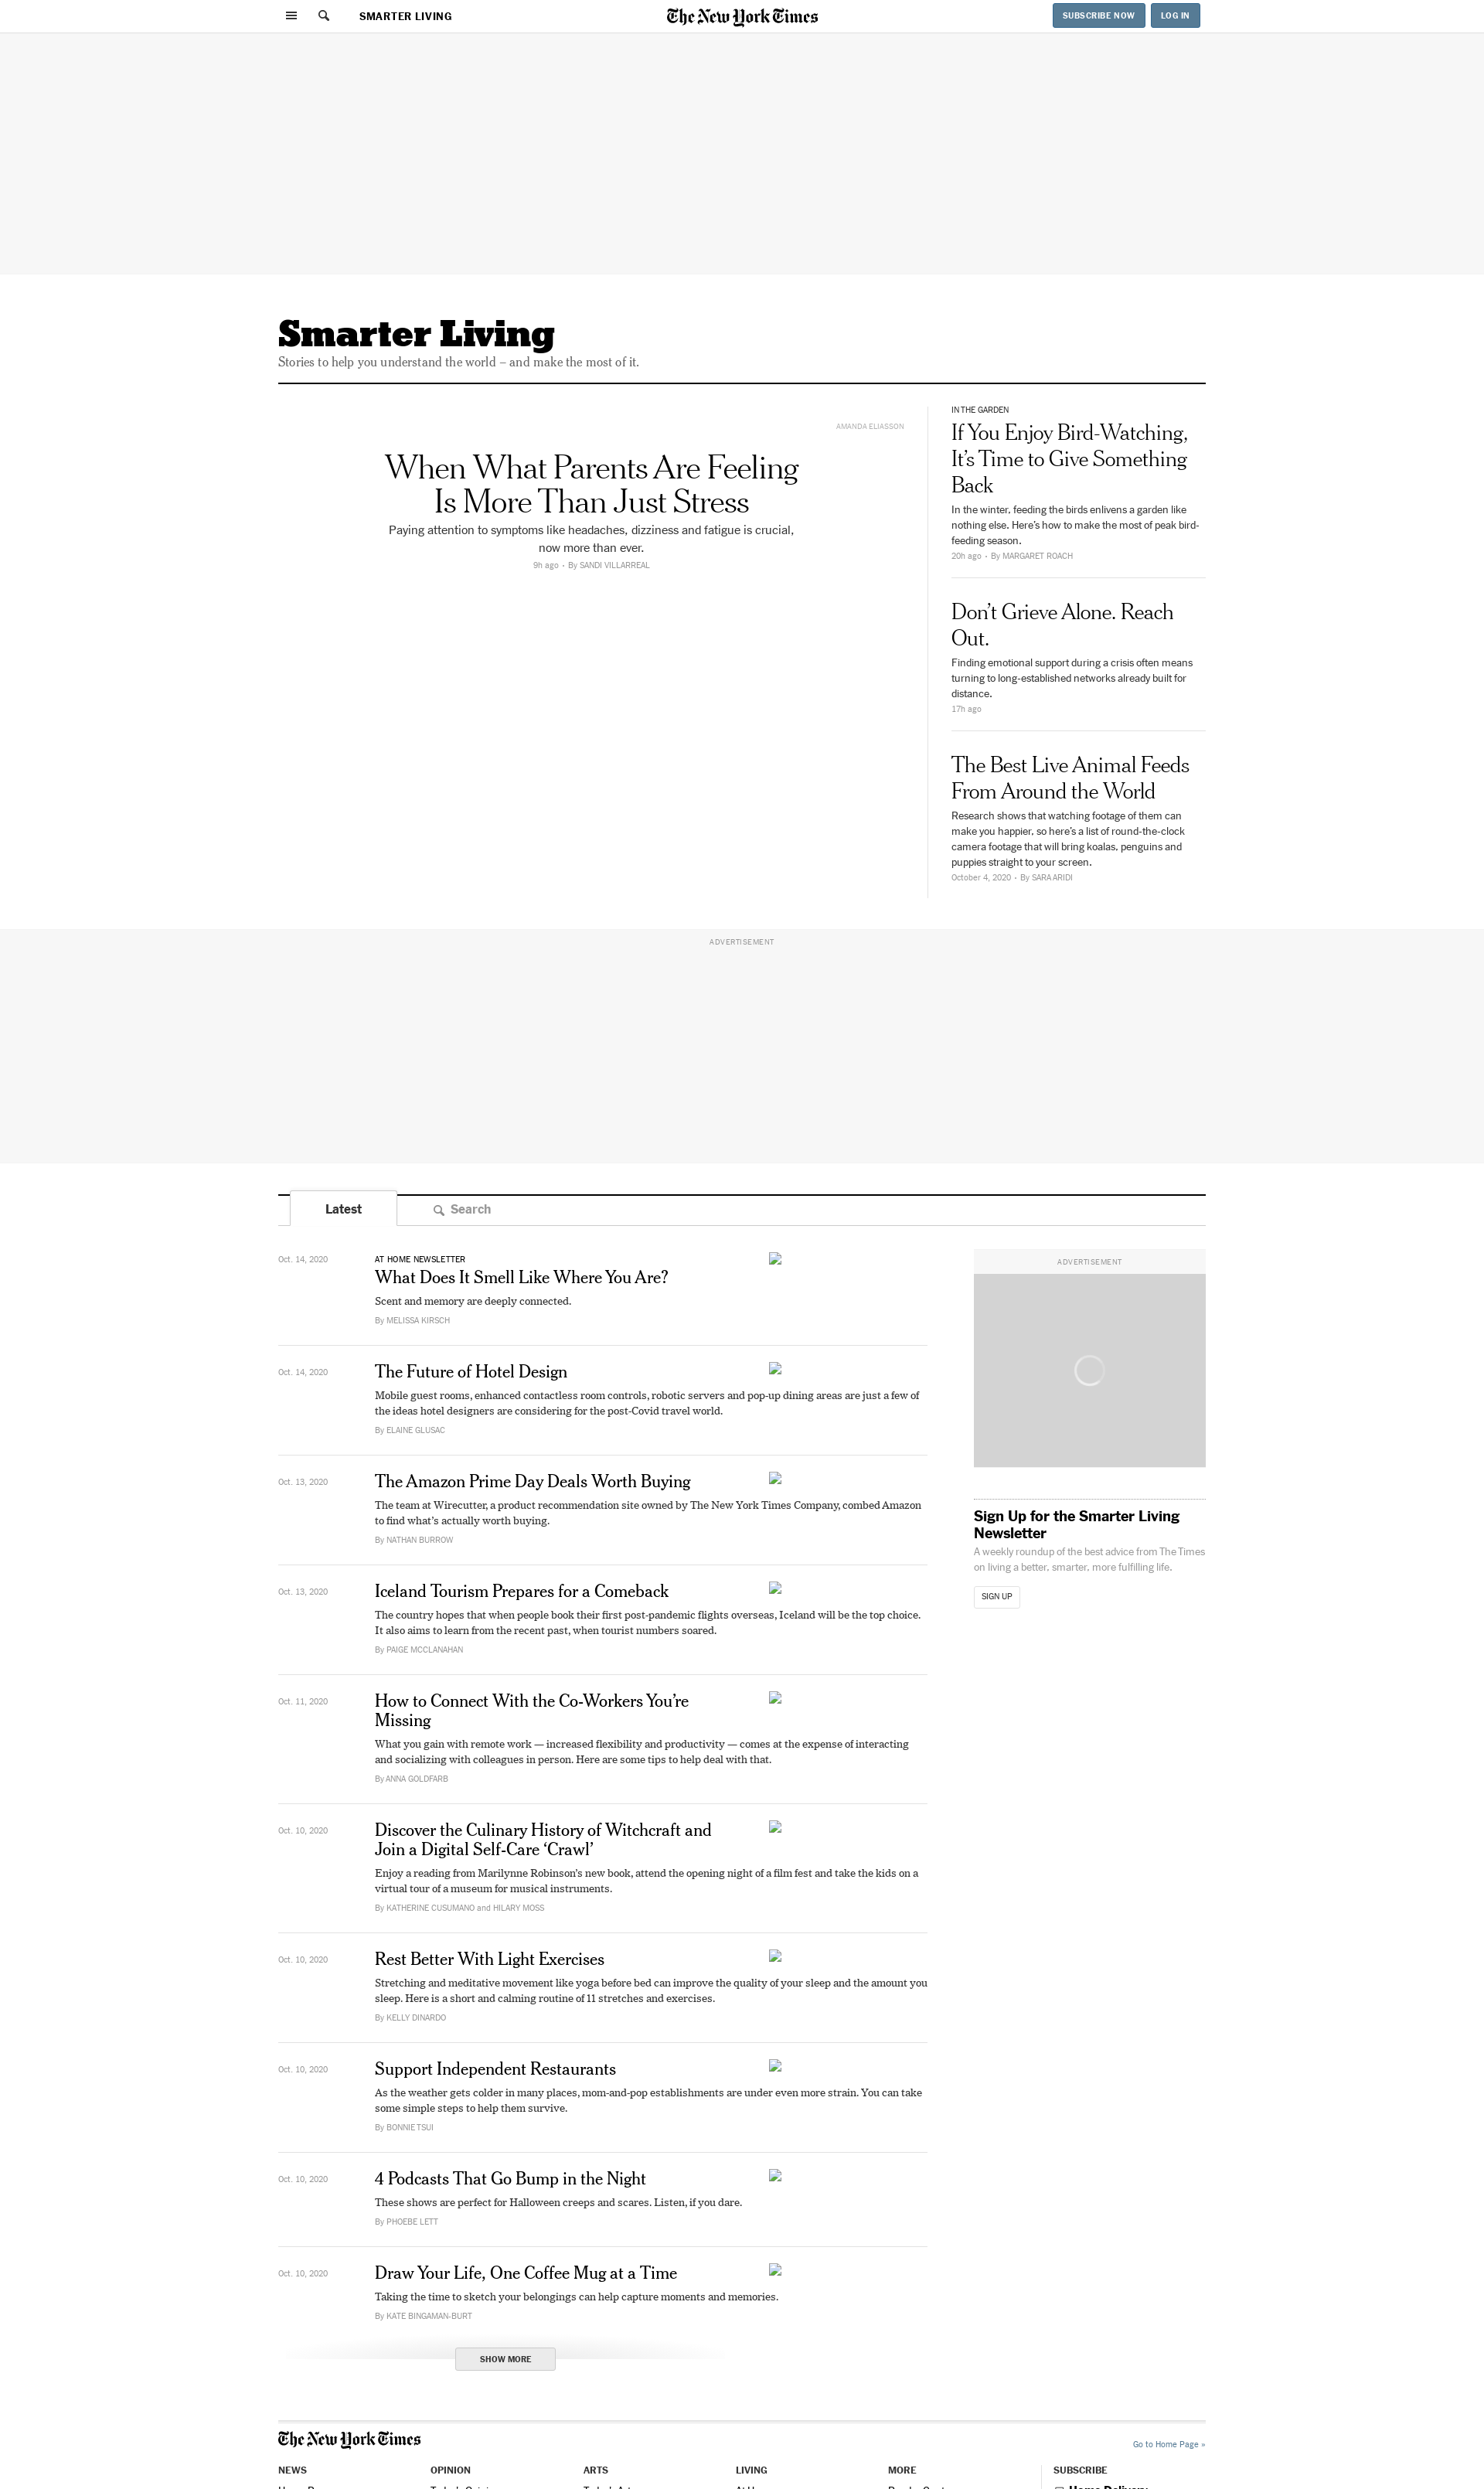 SMARTER LIVING
The New York Times
SUBSCRIBE NOW
LOG IN
Smarter Living
Stories to help you understand the world – and make the most of it.
AMANDA ELIASSON
When What Parents Are Feeling
Is More Than Just Stress
Paying attention to symptoms like headaches, dizziness and fatigue is crucial,
now more than ever.
9h ago • By SANDI VILLARREAL
IN THE GARDEN
If You Enjoy Bird-Watching,
It’s Time to Give Something
Back
In the winter, feeding the birds enlivens a garden like
nothing else. Here’s how to make the most of peak bird-
feeding season.
20h ago • By MARGARET ROACH
Don’t Grieve Alone. Reach
Out.
Finding emotional support during a crisis often means
turning to long-established networks already built for
distance.
17h ago
The Best Live Animal Feeds
From Around the World
Research shows that watching footage of them can
make you happier, so here’s a list of round-the-clock
camera footage that will bring koalas, penguins and
puppies straight to your screen.
October 4, 2020 • By SARA ARIDI
ADVERTISEMENT
Latest
Search
Oct. 14, 2020
AT HOME NEWSLETTER
What Does It Smell Like Where You Are?
Scent and memory are deeply connected.
By MELISSA KIRSCH
Oct. 14, 2020
The Future of Hotel Design
Mobile guest rooms, enhanced contactless room controls, robotic servers and pop-up dining areas are just a few of
the ideas hotel designers are considering for the post-Covid travel world.
By ELAINE GLUSAC
Oct. 13, 2020
The Amazon Prime Day Deals Worth Buying
The team at Wirecutter, a product recommendation site owned by The New York Times Company, combed Amazon
to find what’s actually worth buying.
By NATHAN BURROW
Oct. 13, 2020
Iceland Tourism Prepares for a Comeback
The country hopes that when people book their first post-pandemic flights overseas, Iceland will be the top choice.
It also aims to learn from the recent past, when tourist numbers soared.
By PAIGE MCCLANAHAN
Oct. 11, 2020
How to Connect With the Co-Workers You’re
Missing
What you gain with remote work — increased flexibility and productivity — comes at the expense of interacting
and socializing with colleagues in person. Here are some tips to help deal with that.
By ANNA GOLDFARB
Oct. 10, 2020
Discover the Culinary History of Witchcraft and
Join a Digital Self-Care ‘Crawl’
Enjoy a reading from Marilynne Robinson’s new book, attend the opening night of a film fest and take the kids on a
virtual tour of a museum for musical instruments.
By KATHERINE CUSUMANO and HILARY MOSS
Oct. 10, 2020
Rest Better With Light Exercises
Stretching and meditative movement like yoga before bed can improve the quality of your sleep and the amount you
sleep. Here is a short and calming routine of 11 stretches and exercises.
By KELLY DINARDO
Oct. 10, 2020
Support Independent Restaurants
As the weather gets colder in many places, mom-and-pop establishments are under even more strain. You can take
some simple steps to help them survive.
By BONNIE TSUI
Oct. 10, 2020
4 Podcasts That Go Bump in the Night
These shows are perfect for Halloween creeps and scares. Listen, if you dare.
By PHOEBE LETT
Oct. 10, 2020
Draw Your Life, One Coffee Mug at a Time
Taking the time to sketch your belongings can help capture moments and memories.
By KATE BINGAMAN-BURT
SHOW MORE
ADVERTISEMENT
Sign Up for the Smarter Living
Newsletter
A weekly roundup of the best advice from The Times
on living a better, smarter, more fulfilling life.
SIGN UP
The New York Times
Go to Home Page »
NEWS
OPINION
ARTS
LIVING
MORE
SUBSCRIBE
Home Delivery